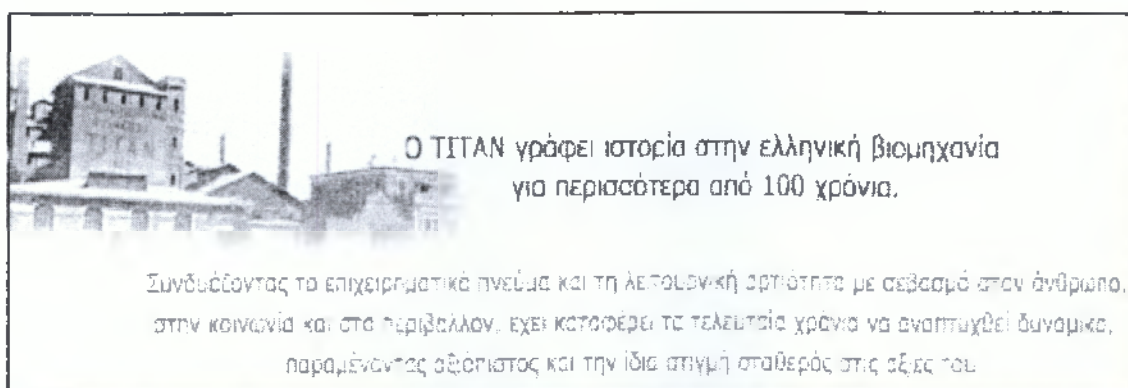 Ο ΤΙΤΑΝ γράφει ιστορία στην ελληνική βιομηχανία
για περισσότερα από 100 χρόνια.
Συνδυάζοντας το επιχειρηματικό πνεύμα και τη λειτουργική αρτιότητα με σεβασμό στον άνθρωπο,
στην κοινωνία και στο περιβάλλον, έχει καταφέρει τα τελευταία χρόνια να αναπτυχθεί δυναμικά,
παραμένοντας αξιόπιστος και την ίδια στιγμή σταθερός στις αξίες του